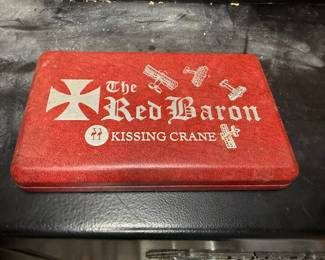 The
Red Baron
KISSING CRANE